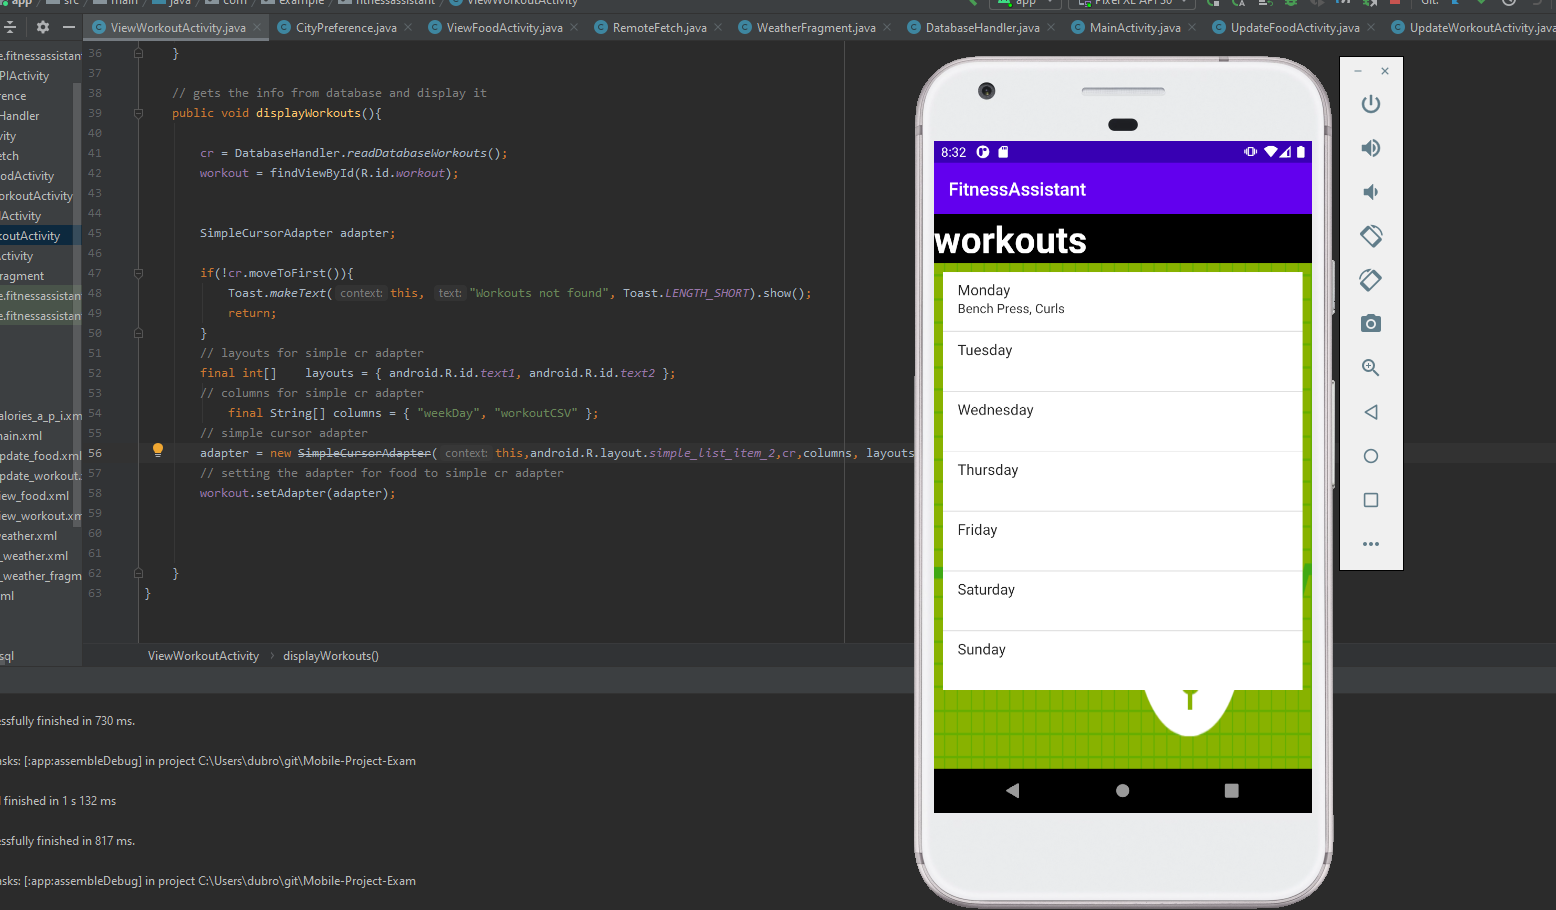 app src main java com example fitnessassistant ViewWorkoutActivity app Pixel XL API 30 Git:
ViewWorkoutActivity.java CityPreference.java ViewFoodActivity.java RemoteFetch.java WeatherFragment.java DatabaseHandler.java MainActivity.java UpdateFoodActivity.java UpdateWorkoutActivity.java
e.fitnessassistan
PIActivity
rence
Handler
vity
etch
oodActivity
orkoutActivity
lActivity
koutActivity
ctivity
ragment
e.fitnessassistan
e.fitnessassistan
alories_a_p_i.xm
nain.xml
pdate_food.xml
pdate_workout.
iew_food.xml
iew_workout.xm
veather.xml
_weather.xml
_weather_fragm
ml
sql
36 }
37
38 // gets the info from database and display it
39 public void displayWorkouts(){
40
41 cr = DatabaseHandler.readDatabaseWorkouts();
42 workout = findViewById(R.id.workout);
43
44
45 SimpleCursorAdapter adapter;
46
47 if(!cr.moveToFirst()){
48 Toast.makeText( context: this, text: "Workouts not found", Toast.LENGTH_SHORT).show();
49 return;
50 }
51 // layouts for simple cr adapter
52 final int[] layouts = { android.R.id.text1, android.R.id.text2 };
53 // columns for simple cr adapter
54 final String[] columns = { "weekDay", "workoutCSV" };
55 // simple cursor adapter
56 adapter = new SimpleCursorAdapter( context: this,android.R.layout.simple_list_item_2,cr,columns, layouts
57 // setting the adapter for food to simple cr adapter
58 workout.setAdapter(adapter);
59
60
61
62 }
63 }
ViewWorkoutActivity › displayWorkouts()
essfully finished in 730 ms.
asks: [:app:assembleDebug] in project C:\Users\dubro\git\Mobile-Project-Exam
l finished in 1 s 132 ms
essfully finished in 817 ms.
asks: [:app:assembleDebug] in project C:\Users\dubro\git\Mobile-Project-Exam
8:32
FitnessAssistant
workouts
Monday
Bench Press, Curls
Tuesday
Wednesday
Thursday
Friday
Saturday
Sunday